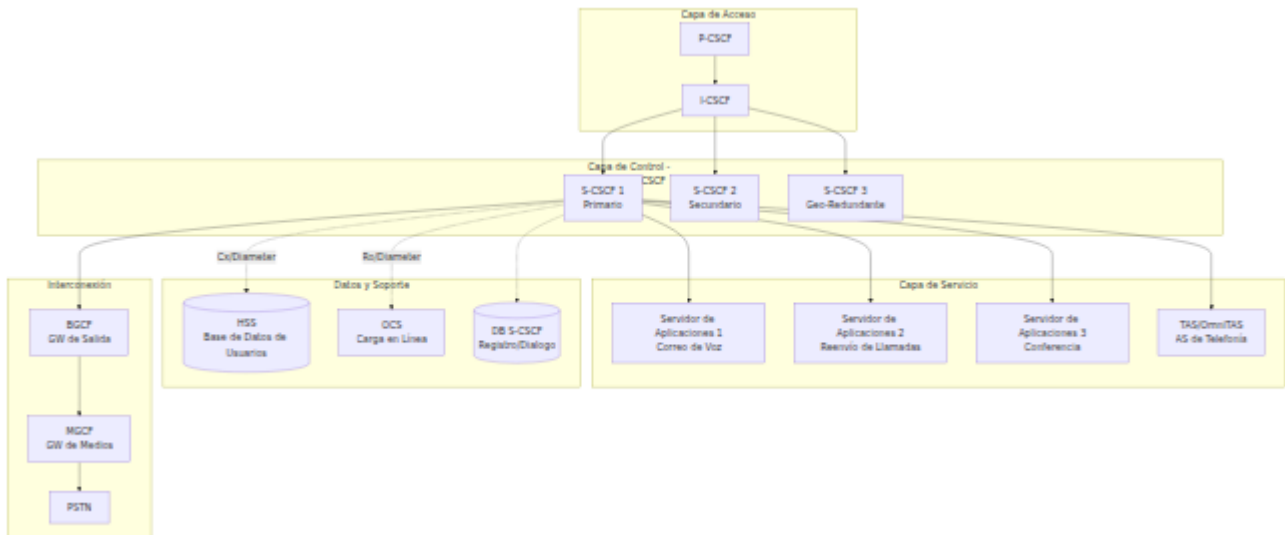 Capa de Acceso
P-CSCF
I-CSCF
Capa de Control -
CSCF
S-CSCF 1
Primario
S-CSCF 2
Secundario
S-CSCF 3
Geo-Redundante
Cx/Diameter
Ro/Diameter
Interconexión
BGCF
GW de Salida
MGCF
GW de Medios
PSTN
Datos y Soporte
HSS
Base de Datos de
Usuarios
OCS
Carga en Línea
DB S-CSCF
Registro/Dialogo
Capa de Servicio
Servidor de
Aplicaciones 1
Correo de Voz
Servidor de
Aplicaciones 2
Reenvío de Llamadas
Servidor de
Aplicaciones 3
Conferencia
TAS/OmniTAS
AS de Telefonía